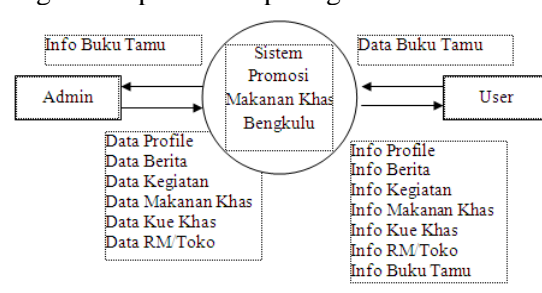 Info Buku Tamu
Data Buku Tamu
Sistem
Promosi
Makanan Khas
Bengkulu
Admin
User
Data Profile
Data Berita
Data Kegiatan
Data Makanan Khas
Data Kue Khas
Data RM/Toko
Info Profile
Info Berita
Info Kegiatan
Info Makanan Khas
Info Kue Khas
Info RM/Toko
Info Buku Tamu